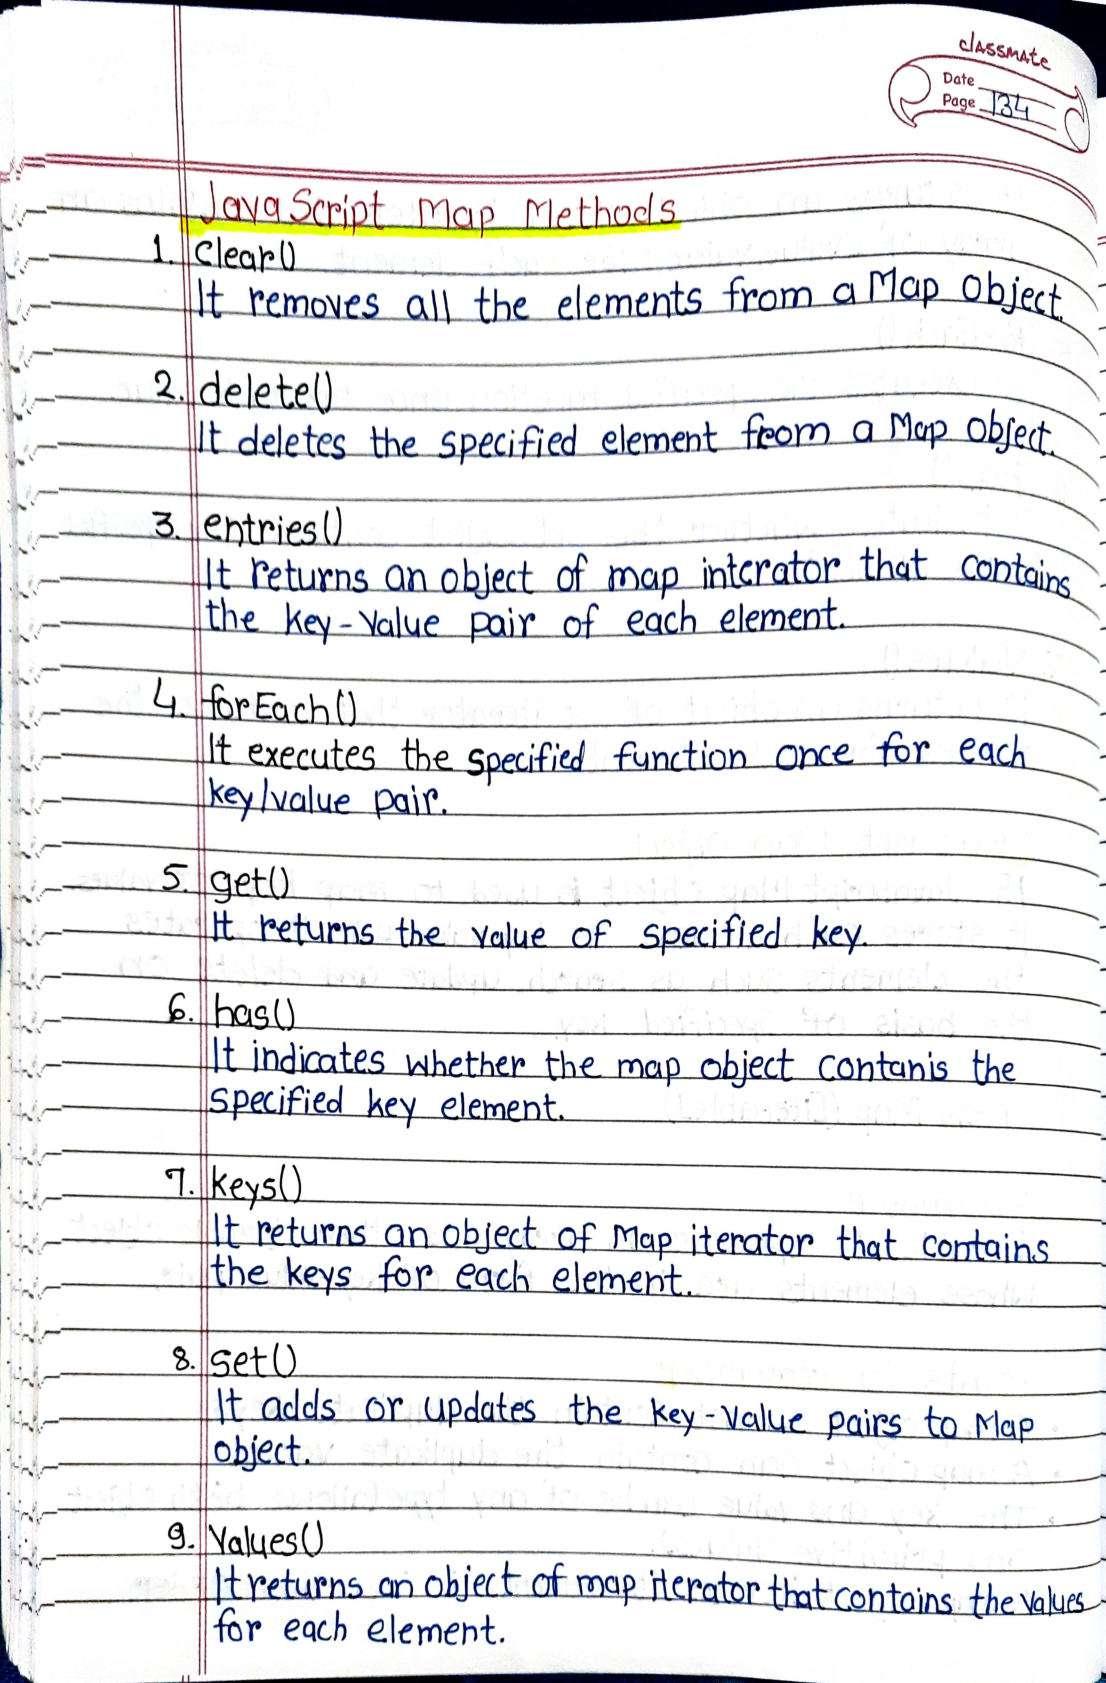 classmate
Date
Page 134
JavaScript Map Methods
1. Clear()
It removes all the elements from a Map Object.
2. delete()
It deletes the specified element from a Map Object.
3. entries()
It returns an object of map interator that contains
the key-value pair of each element.
4. forEach()
It executes the specified function once for each
key/value pair.
5. get()
It returns the value of specified key.
6. has()
It indicates whether the map object contanis the
specified key element.
7. keys()
It returns an object of Map iterator that contains
the keys for each element.
8. set()
It adds or updates the key-value pairs to Map
object.
9. Values()
It returns an object of map iterator that contains the values
for each element.